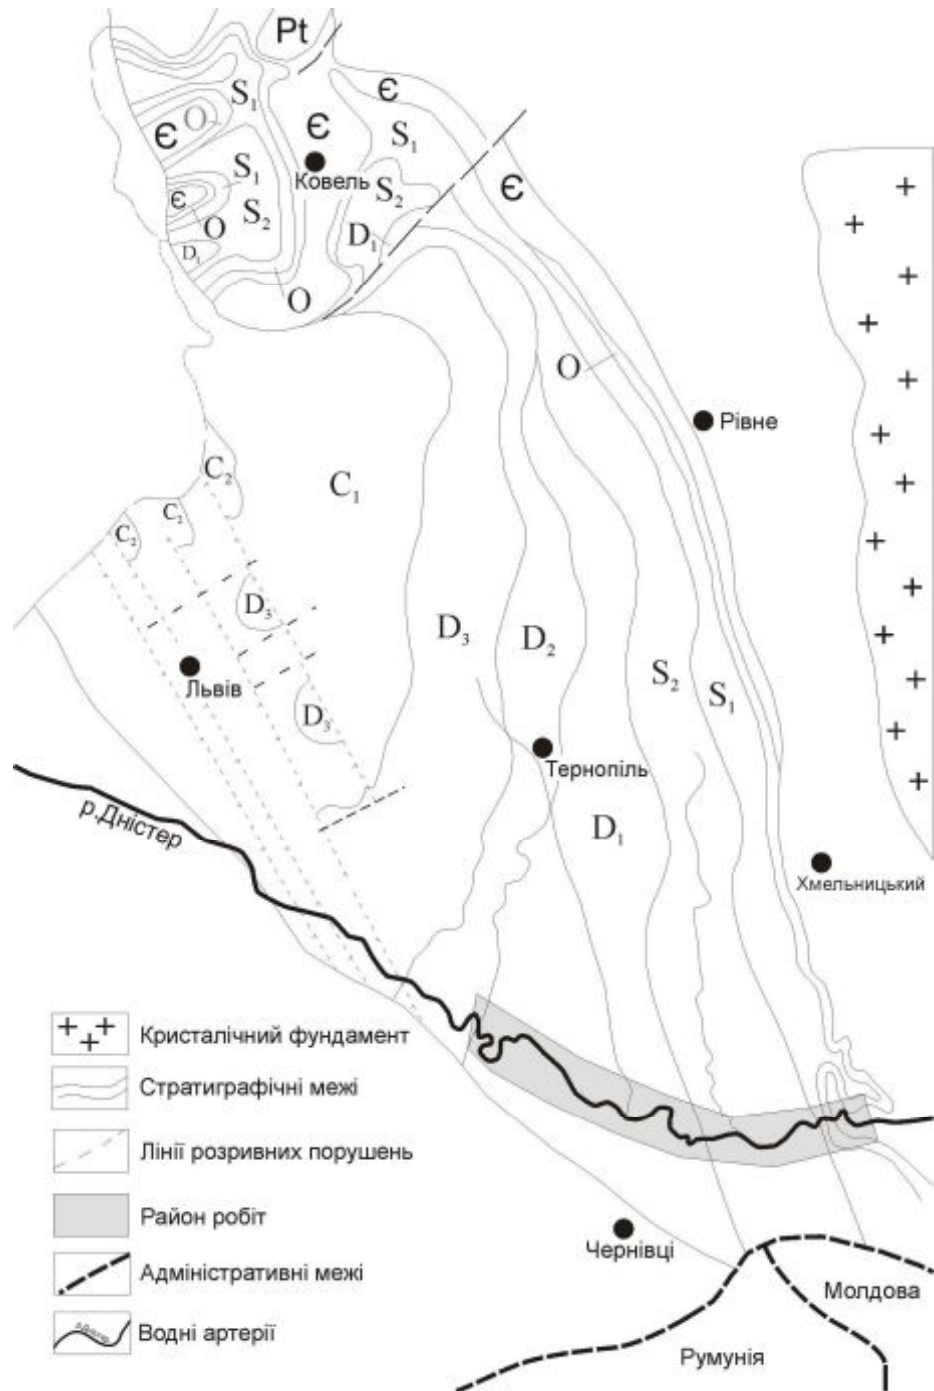 Pt
Є
S1
Є
O
Є
S1
Ковель
S1
S2
Є
Є
S2
O
D1
D1
O
O
Рівне
C2
C1
C2
C2
D3
D3
D2
S2
S1
Львів
D3
Тернопіль
р.Дністер
D1
Хмельницький
Кристалічний фундамент
Стратиграфічні межі
Лінії розривних порушень
Район робіт
Адміністративні межі
р.Дністер
Водні артерії
Чернівці
Молдова
Румунія